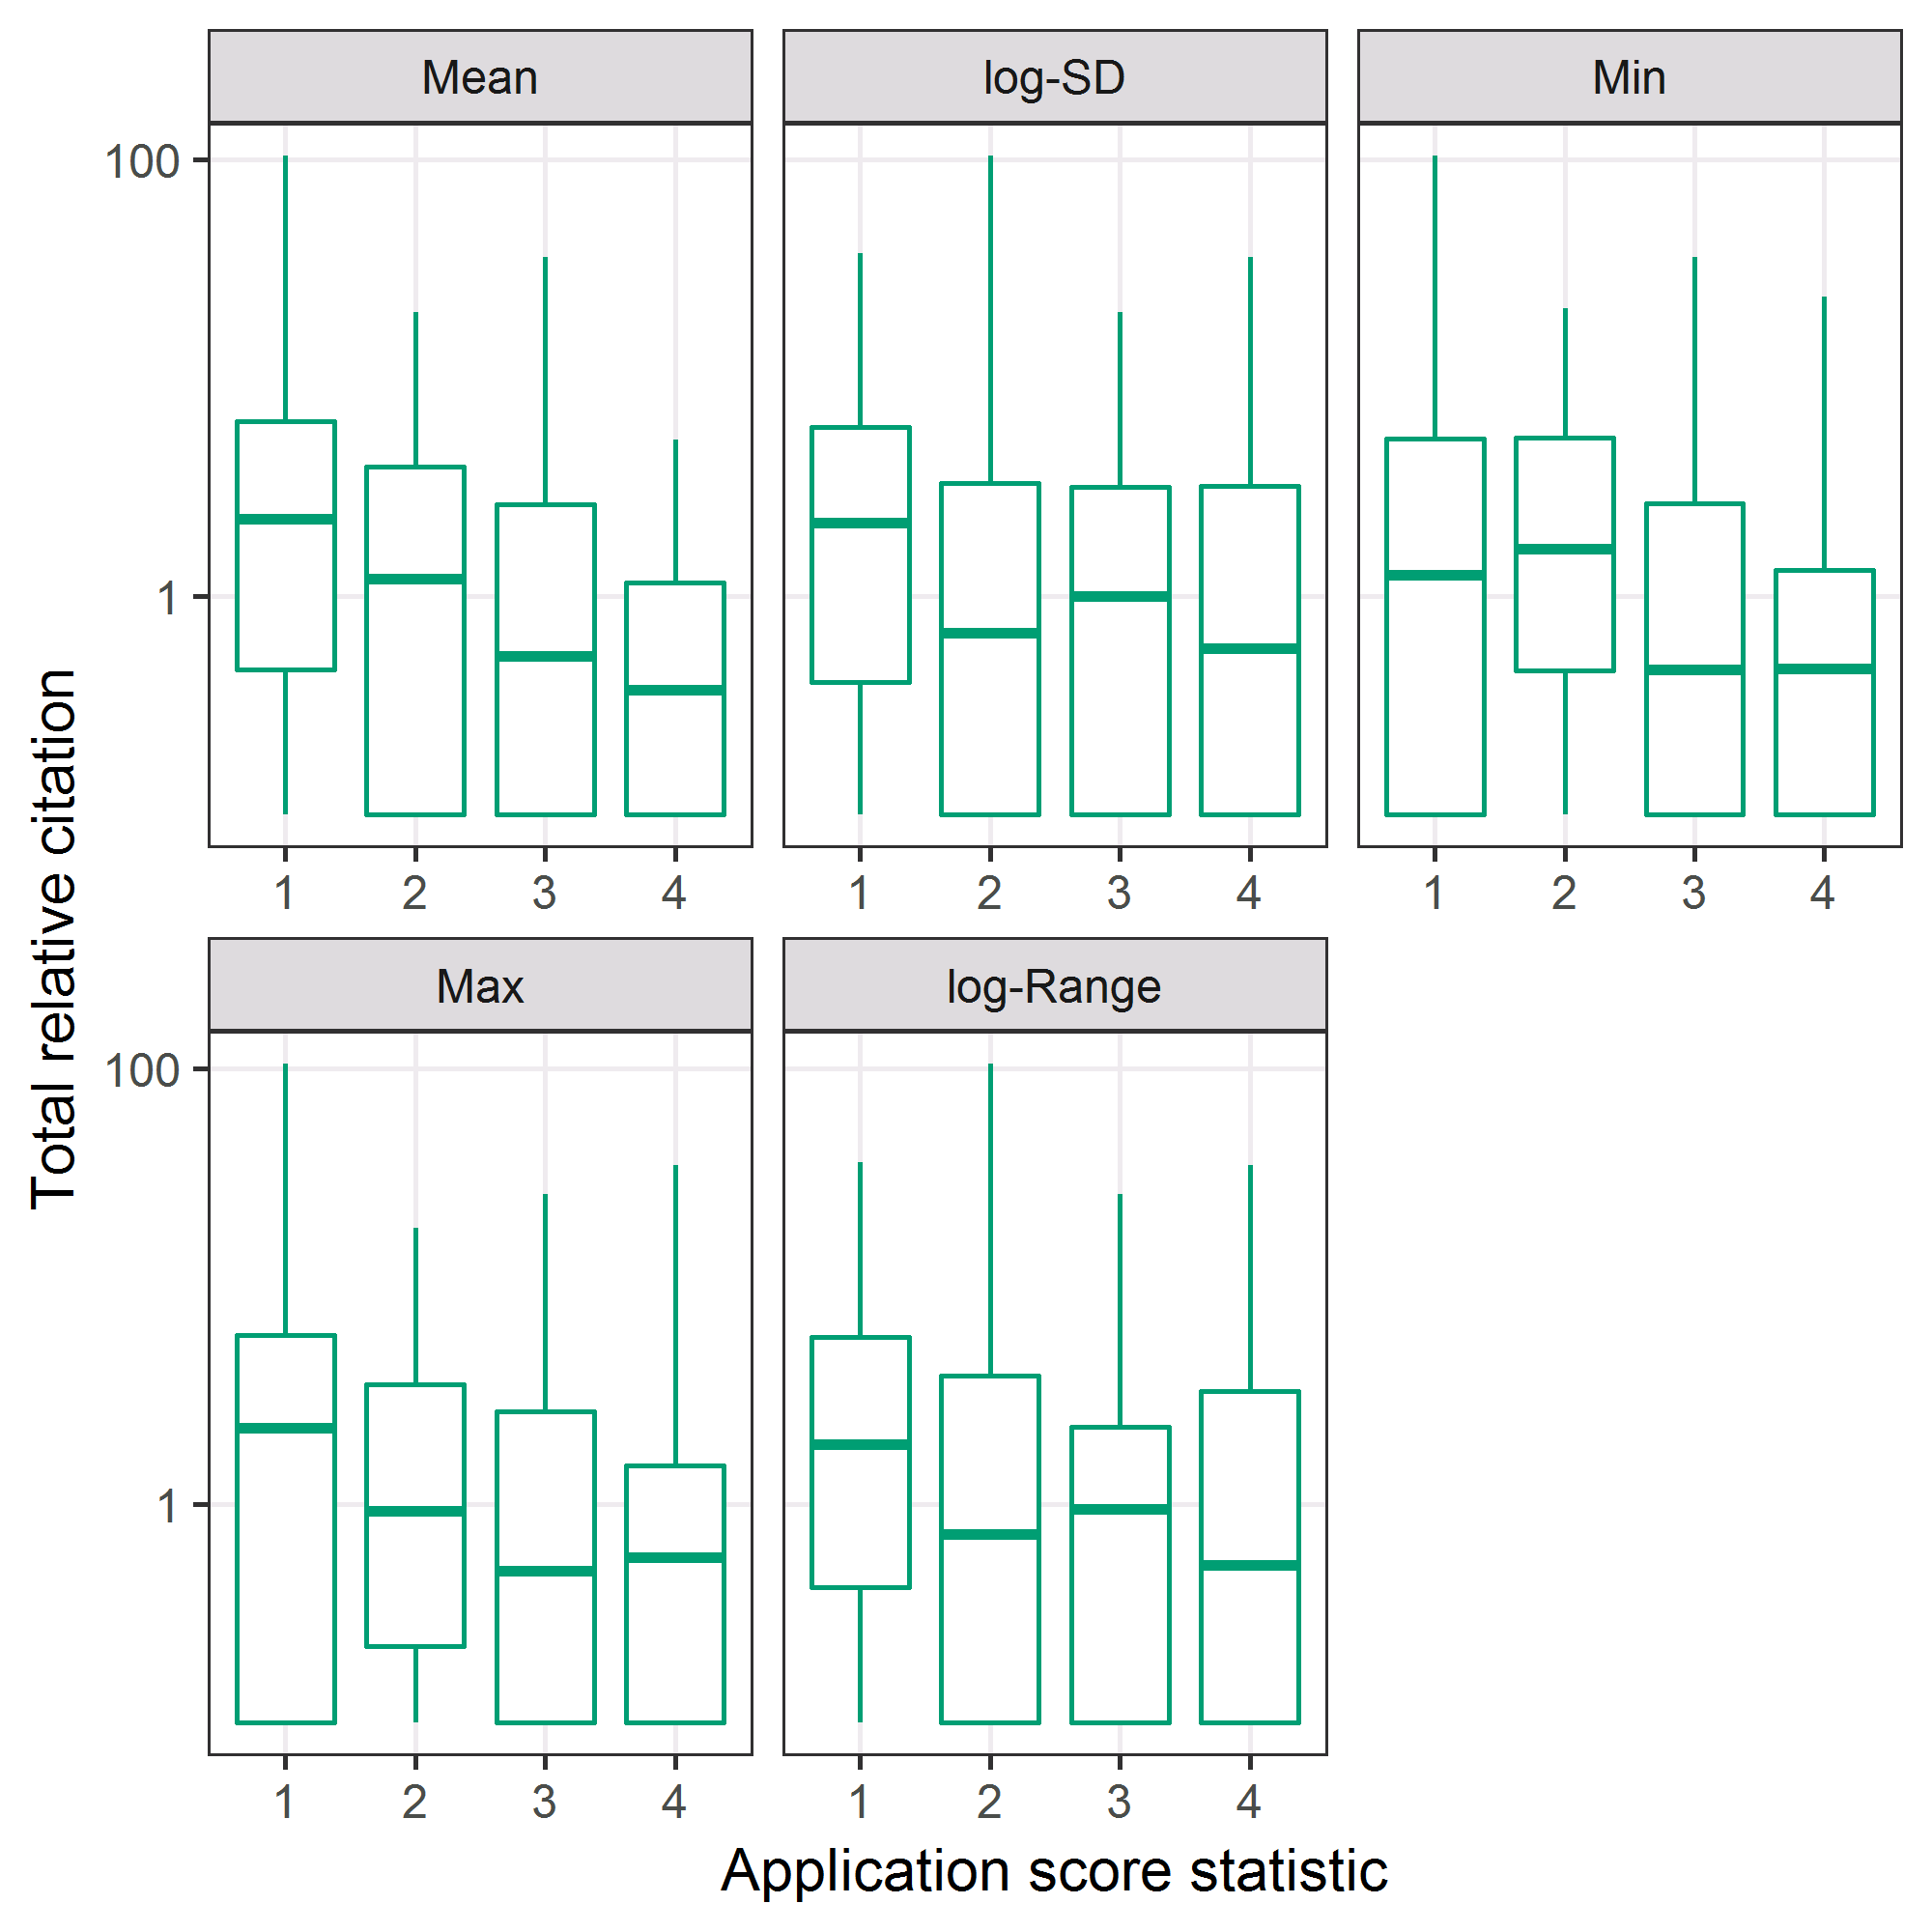 Mean
log-SD
Min
100
1
1 2 3 4
1 2 3 4
1 2 3 4
Total relative citation
Max
log-Range
100
1
1 2 3 4
1 2 3 4
Application score statistic